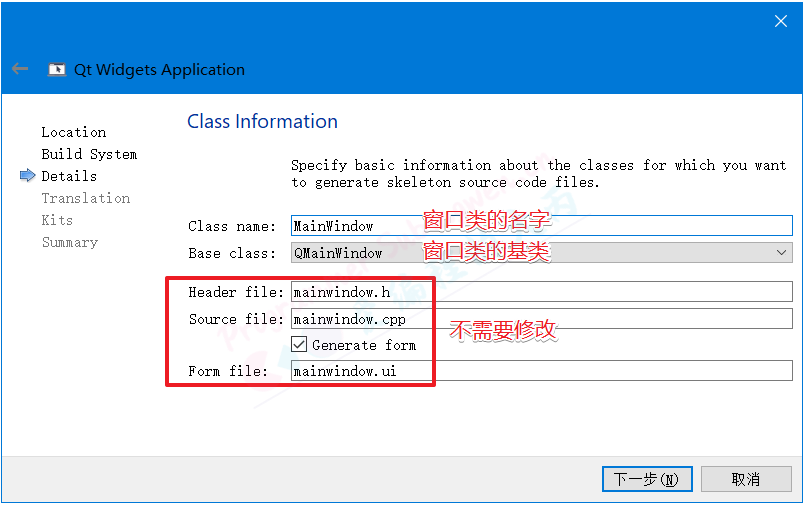 Qt Widgets Application
Class Information
Location
Build System
Details
Translation
Kits
Summary
Specify basic information about the classes for which you want
to generate skeleton source code files.
Class name: MainWindow 窗口类的名字
Base class: QMainWindow 窗口类的基类
Header file: mainwindow.h
Source file: mainwindow.cpp
不需要修改
Generate form
Form file: mainwindow.ui
下一步(N)
取消